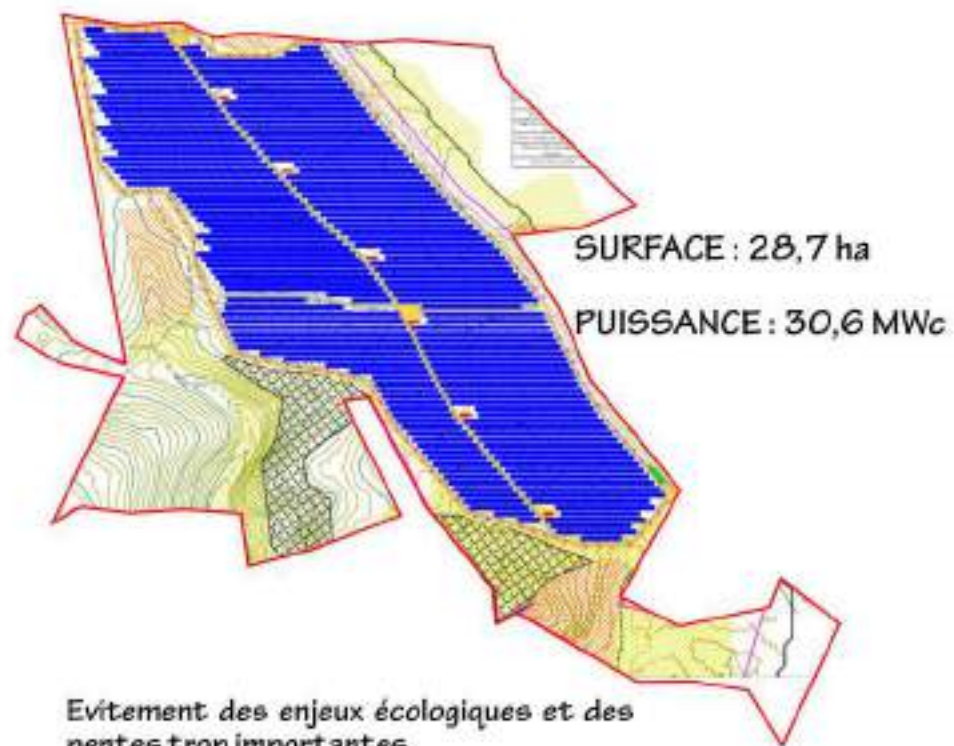 SURFACE : 28,7 ha
PUISSANCE : 30,6 MWc
Evitement des enjeux écologiques et des
pentes trop importantes